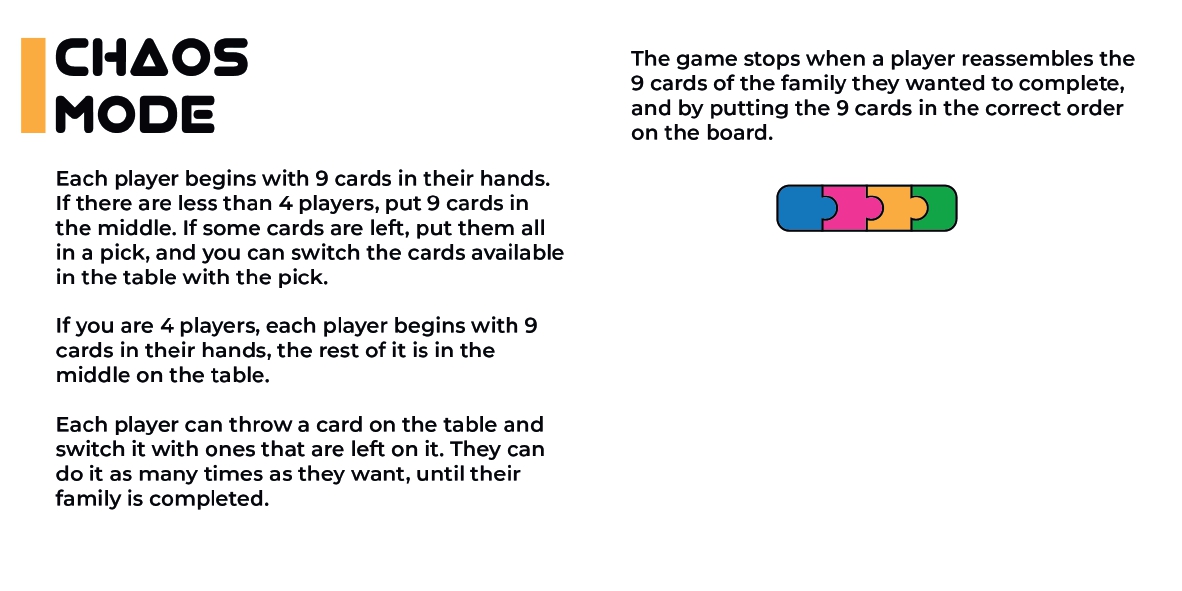 CHAOS
MODE
Each player begins with 9 cards in their hands.
If there are less than 4 players, put 9 cards in
the middle. If some cards are left, put them all
in a pick, and you can switch the cards available
in the table with the pick.
If you are 4 players, each player begins with 9
cards in their hands, the rest of it is in the
middle on the table.
Each player can throw a card on the table and
switch it with ones that are left on it. They can
do it as many times as they want, until their
family is completed.
The game stops when a player reassembles the
9 cards of the family they wanted to complete,
and by putting the 9 cards in the correct order
on the board.